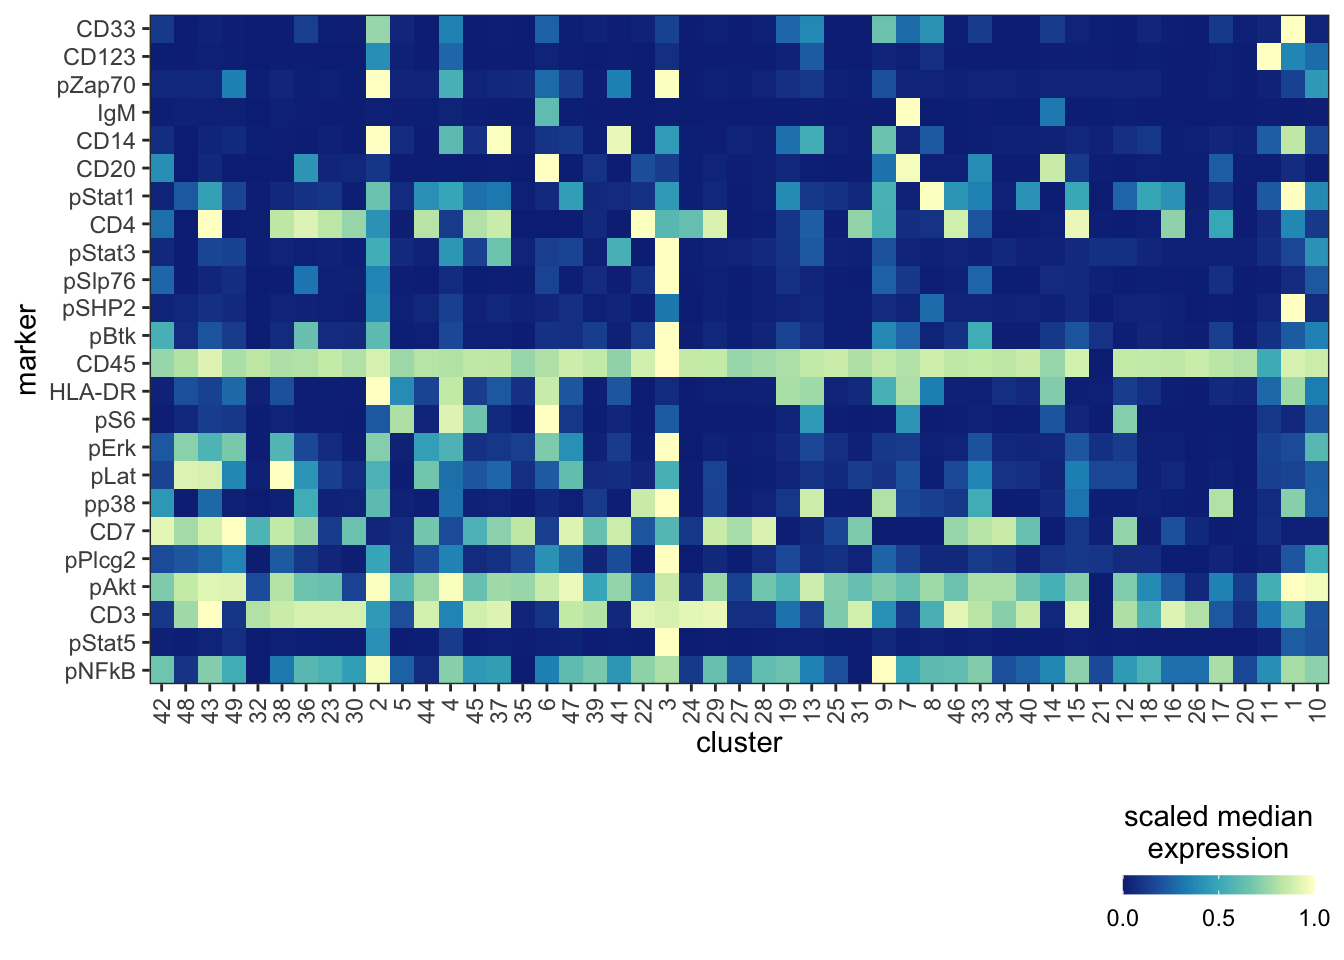 CD33
CD123
pZap70
IgM
CD14
CD20
pStat1
CD4
pStat3
pSlp76
pSHP2
pBtk
CD45
HLA-DR
pS6
pErk
pLat
pp38
CD7
pPlcg2
pAkt
CD3
pStat5
pNFkB
marker
42 48 43 49 32 38 36 23 30 2 5 44 4 45 37 35 6 47 39 41 22 3 24 29 27 28 19 13 25 31 9 7 8 46 33 34 40 14 15 21 12 18 16 26 17 20 11 1 10
cluster
scaled median
expression
0.0 0.5 1.0